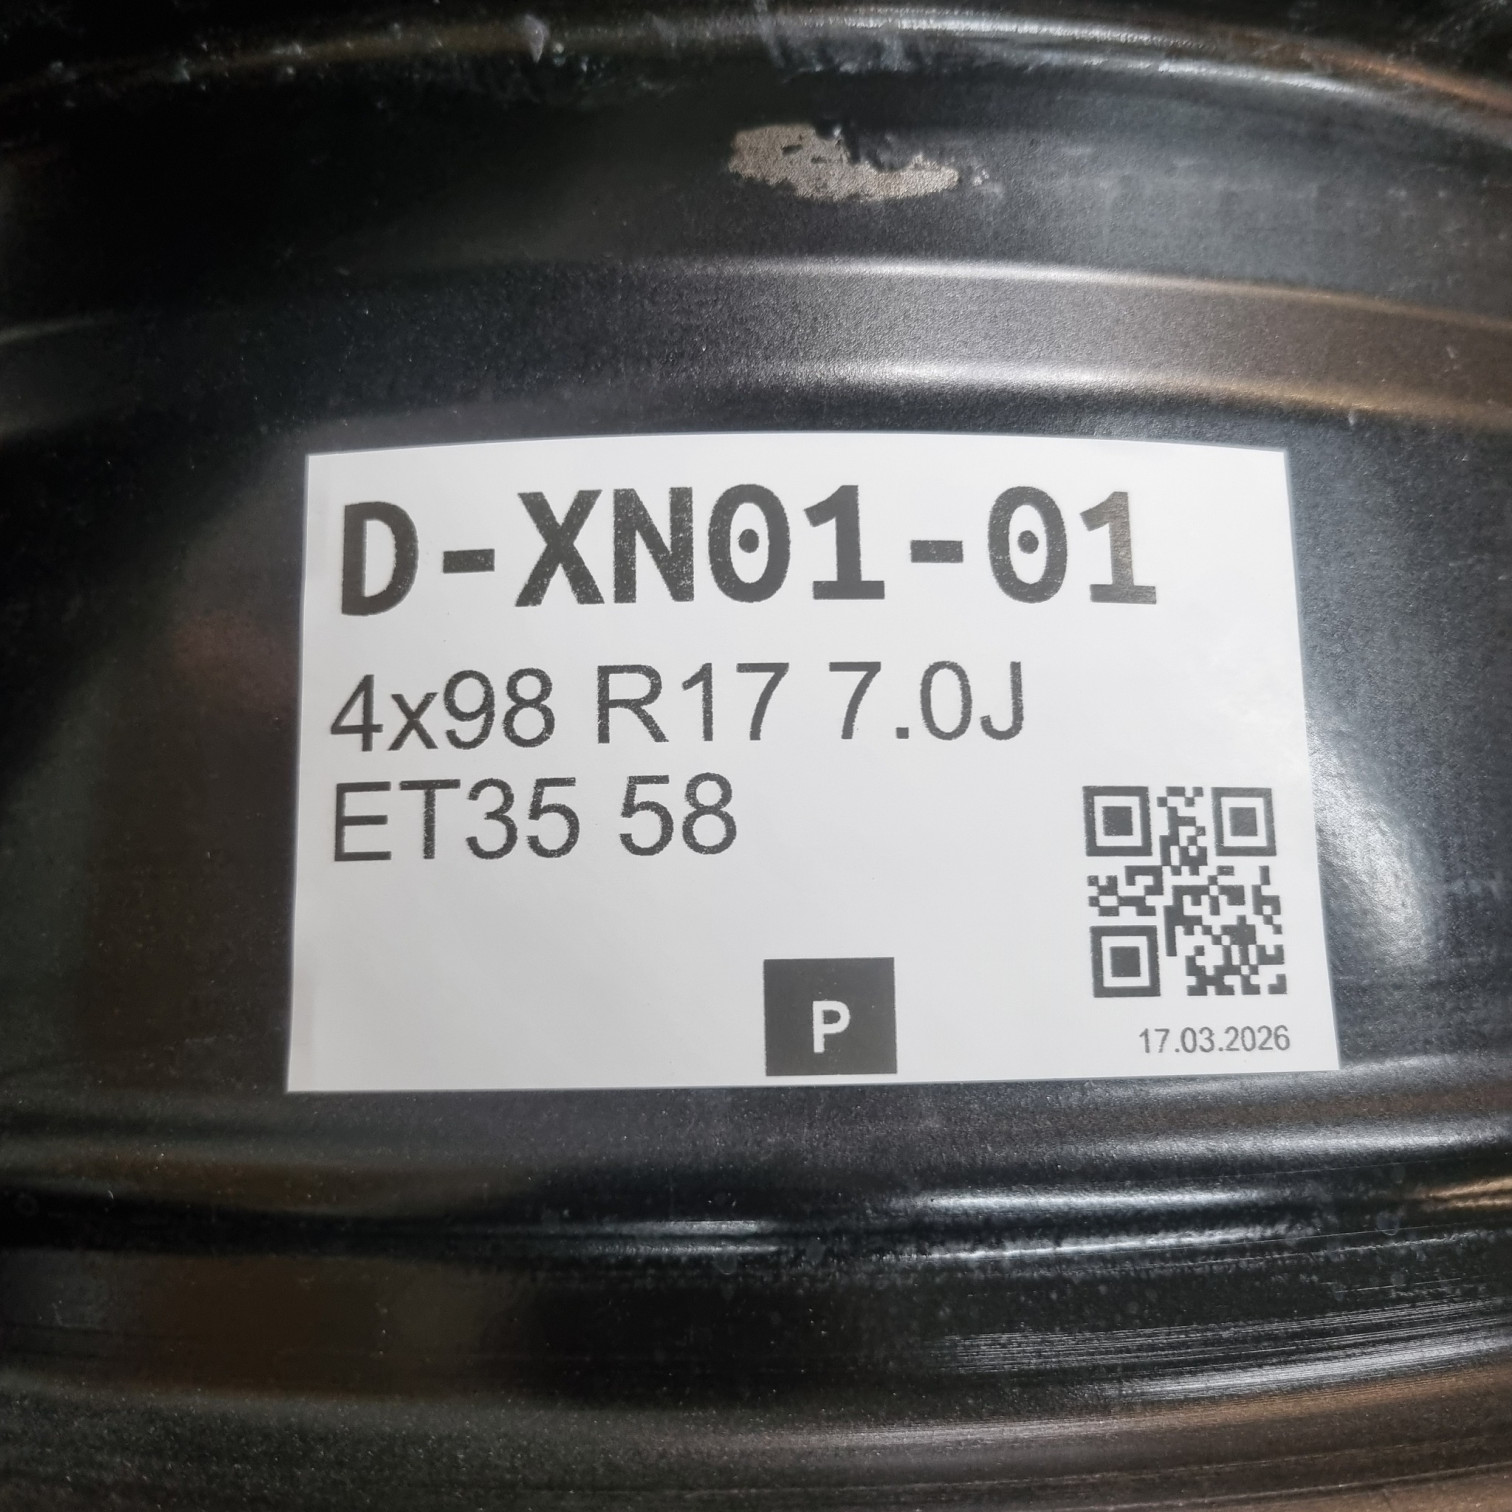 D-XN01-01
4x98 R17 7.0J
ET35 58
P
17.03.2026